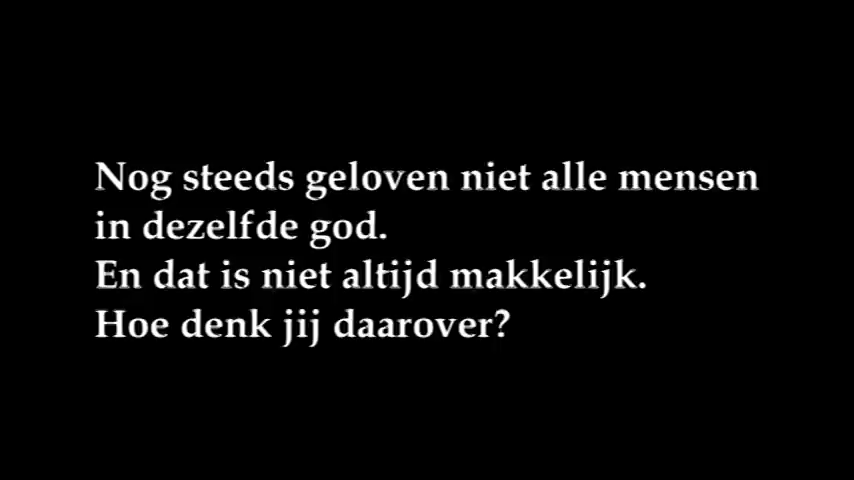 Nog steeds geloven niet alle mensen
in dezelfde god.
En dat is niet altijd makkelijk.
Hoe denk jij daarover?